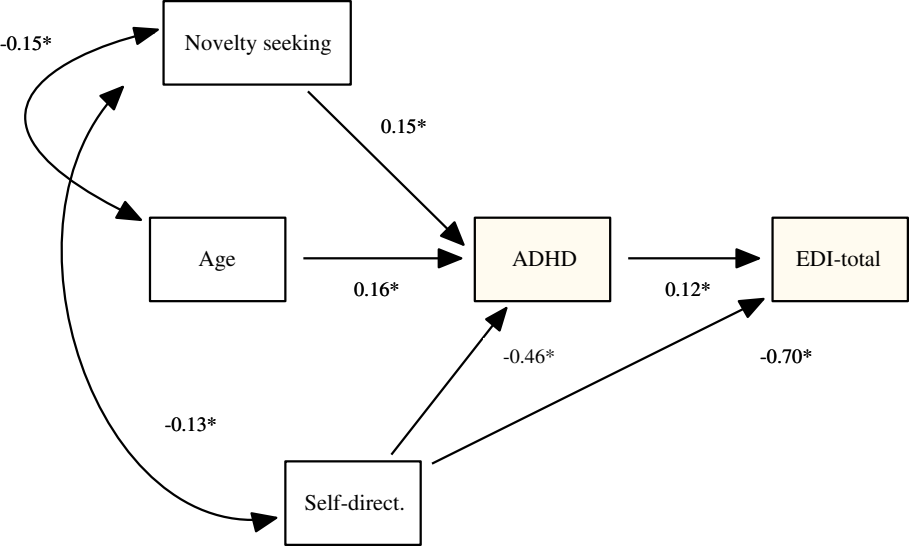 Novelty seeking
-0.15*
0.15*
Age
ADHD
EDI-total
0.16*
0.12*
-0.46*
-0.70*
-0.13*
Self-direct.